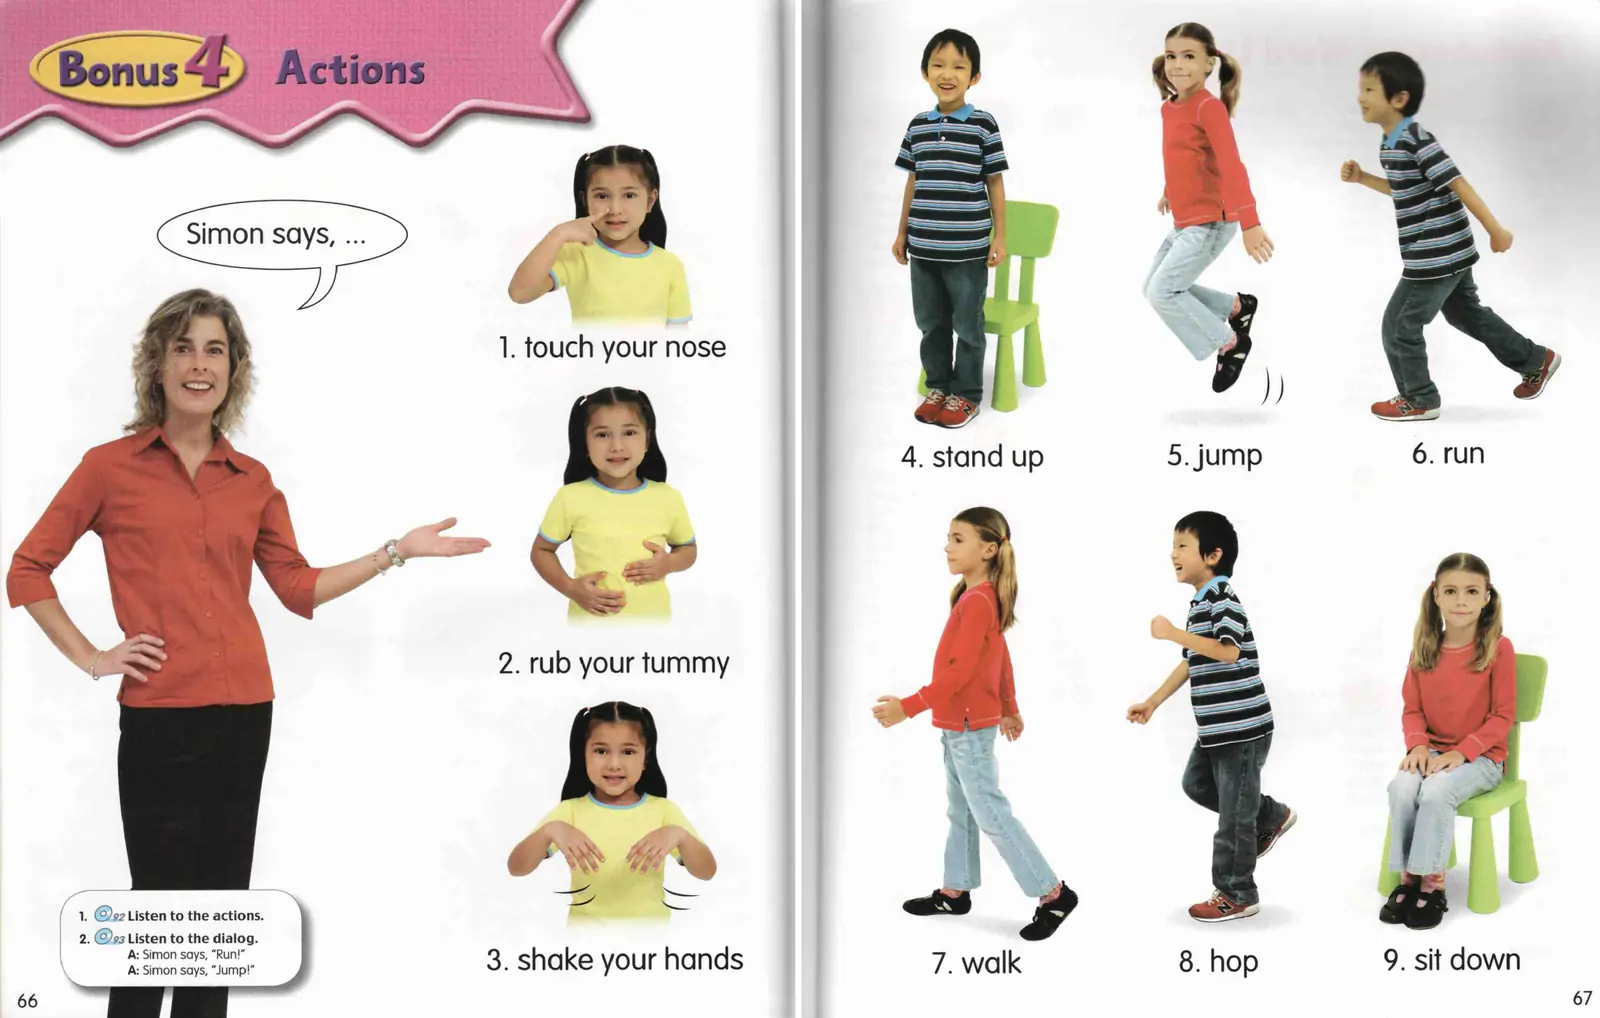 Bonus 4 Actions
Simon says, ...
1. touch your nose
2. rub your tummy
3. shake your hands
1. 92 Listen to the actions.
2. 93 Listen to the dialog.
A: Simon says, "Run!"
A: Simon says, "Jump!"
66
4. stand up
5. jump
6. run
7. walk
8. hop
9. sit down
67